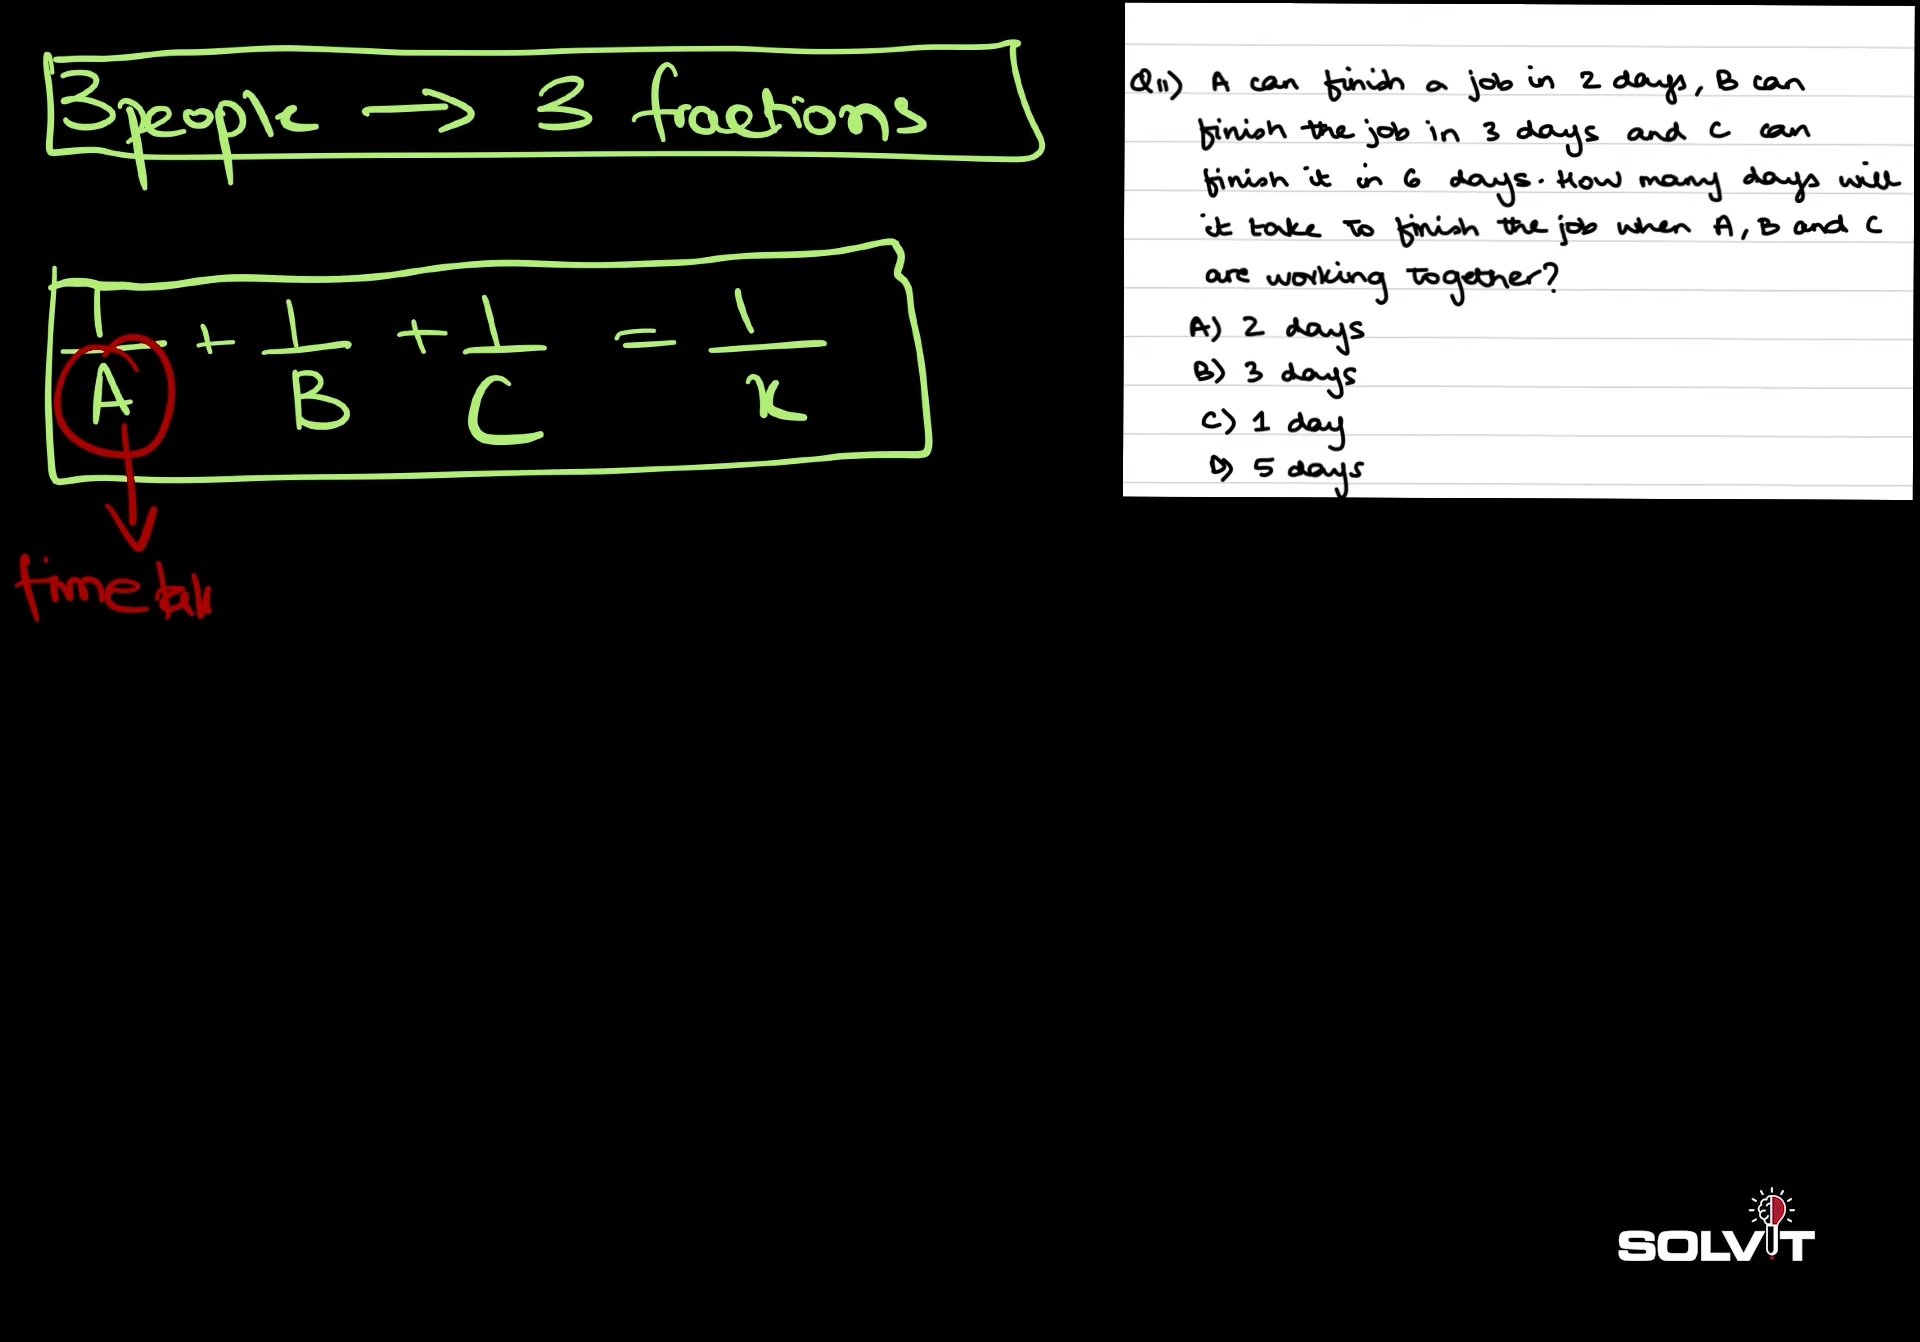 3 people → 3 fractions
1/A + 1/B + 1/C = 1/x
time tak
Q11) A can finish a job in 2 days, B can
finish the job in 3 days and C can
finish it in 6 days. How many days will
it take to finish the job when A, B and C
are working together?
A) 2 days
B) 3 days
C) 1 day
D) 5 days
SOLVIT